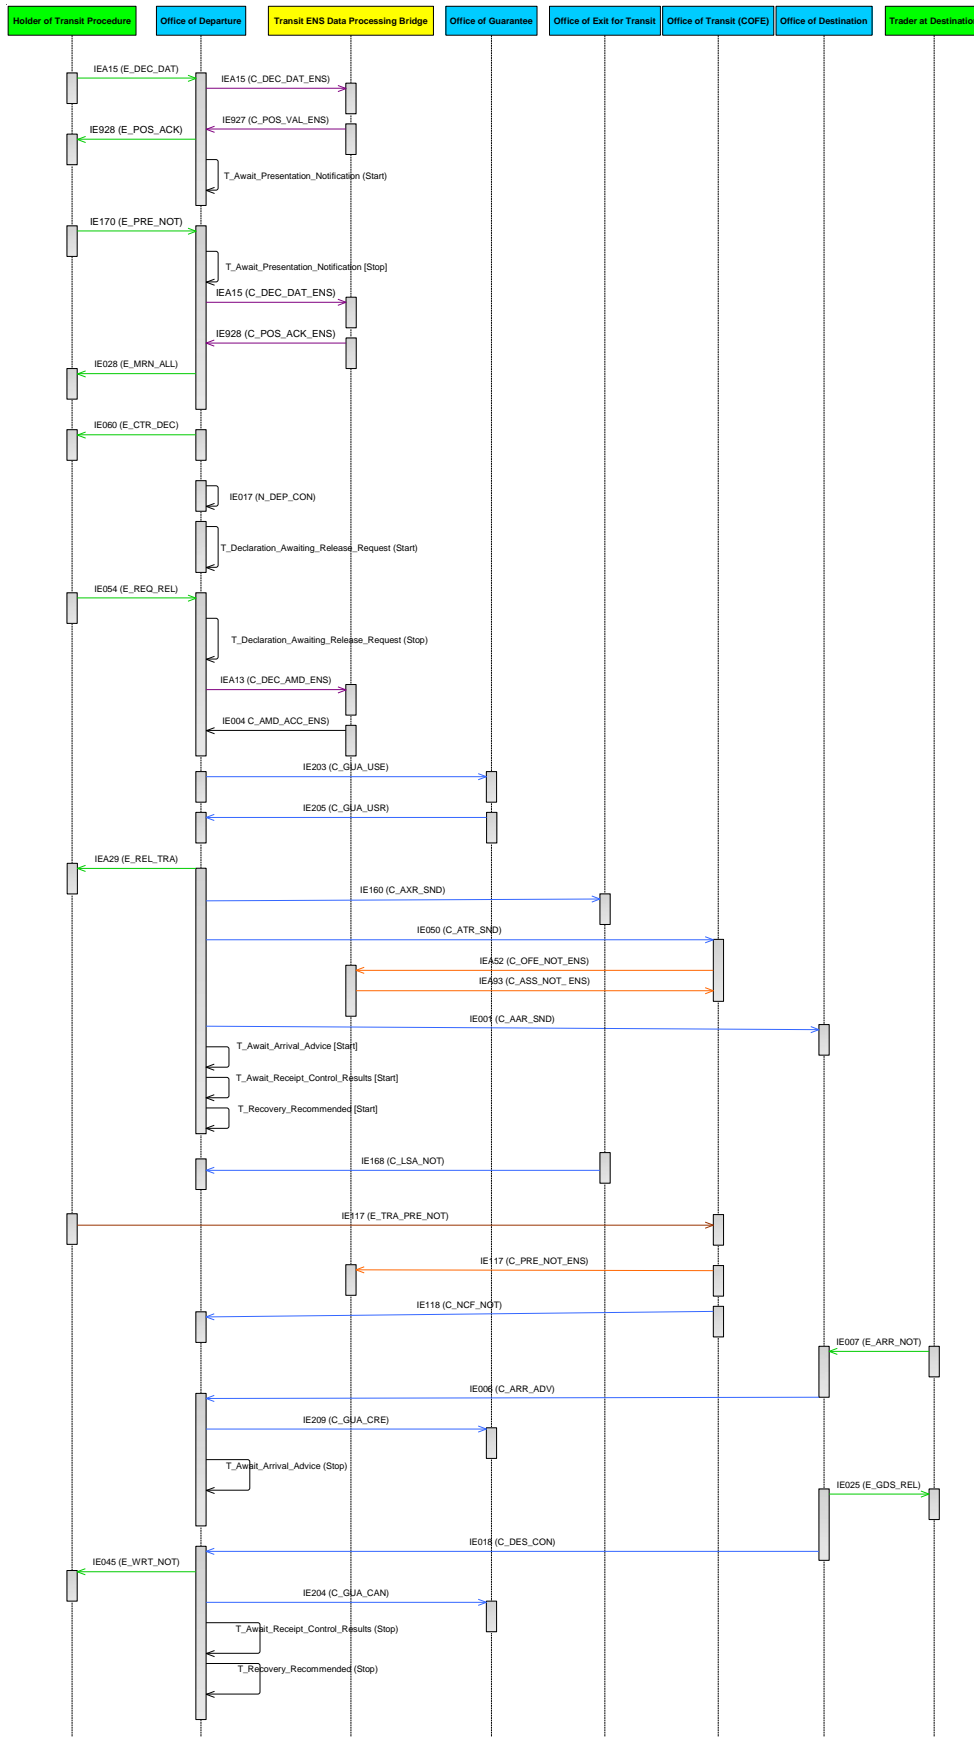 Holder of Transit Procedure
Office of Departure
Transit ENS Data Processing Bridge
Office of Guarantee
Office of Exit for Transit
Office of Transit (COFE)
Office of Destination
Trader at Destination
IEA15 (E_DEC_DAT)
IEA15 (C_DEC_DAT_ENS)
IE927 (C_POS_VAL_ENS)
IE928 (E_POS_ACK)
T_Await_Presentation_Notification (Start)
IE170 (E_PRE_NOT)
T_Await_Presentation_Notification [Stop]
IEA15 (C_DEC_DAT_ENS)
IE928 (C_POS_ACK_ENS)
IE028 (E_MRN_ALL)
IE060 (E_CTR_DEC)
IE017 (N_DEP_CON)
T_Declaration_Awaiting_Release_Request (Start)
IE054 (E_REQ_REL)
T_Declaration_Awaiting_Release_Request (Stop)
IEA13 (C_DEC_AMD_ENS)
IE004 C_AMD_ACC_ENS)
IE203 (C_GUA_USE)
IE205 (C_GUA_USR)
IEA29 (E_REL_TRA)
IE160 (C_AXR_SND)
IE050 (C_ATR_SND)
IEA52 (C_OFE_NOT_ENS)
IEA93 (C_ASS_NOT_ ENS)
IE001 (C_AAR_SND)
T_Await_Arrival_Advice [Start]
T_Await_Receipt_Control_Results [Start]
T_Recovery_Recommended [Start]
IE168 (C_LSA_NOT)
IE117 (E_TRA_PRE_NOT)
IE117 (C_PRE_NOT_ENS)
IE118 (C_NCF_NOT)
IE007 (E_ARR_NOT)
IE006 (C_ARR_ADV)
IE209 (C_GUA_CRE)
T_Await_Arrival_Advice (Stop)
IE025 (E_GDS_REL)
IE018 (C_DES_CON)
IE045 (E_WRT_NOT)
IE204 (C_GUA_CAN)
T_Await_Receipt_Control_Results (Stop)
T_Recovery_Recommended (Stop)